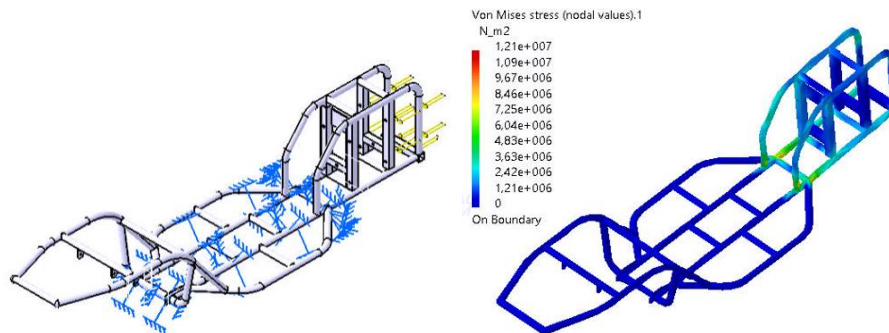 Von Mises stress (nodal values).1
N_m2
1,21e+007
1,09e+007
9,67e+006
8,46e+006
7,25e+006
6,04e+006
4,83e+006
3,63e+006
2,42e+006
1,21e+006
0
On Boundary